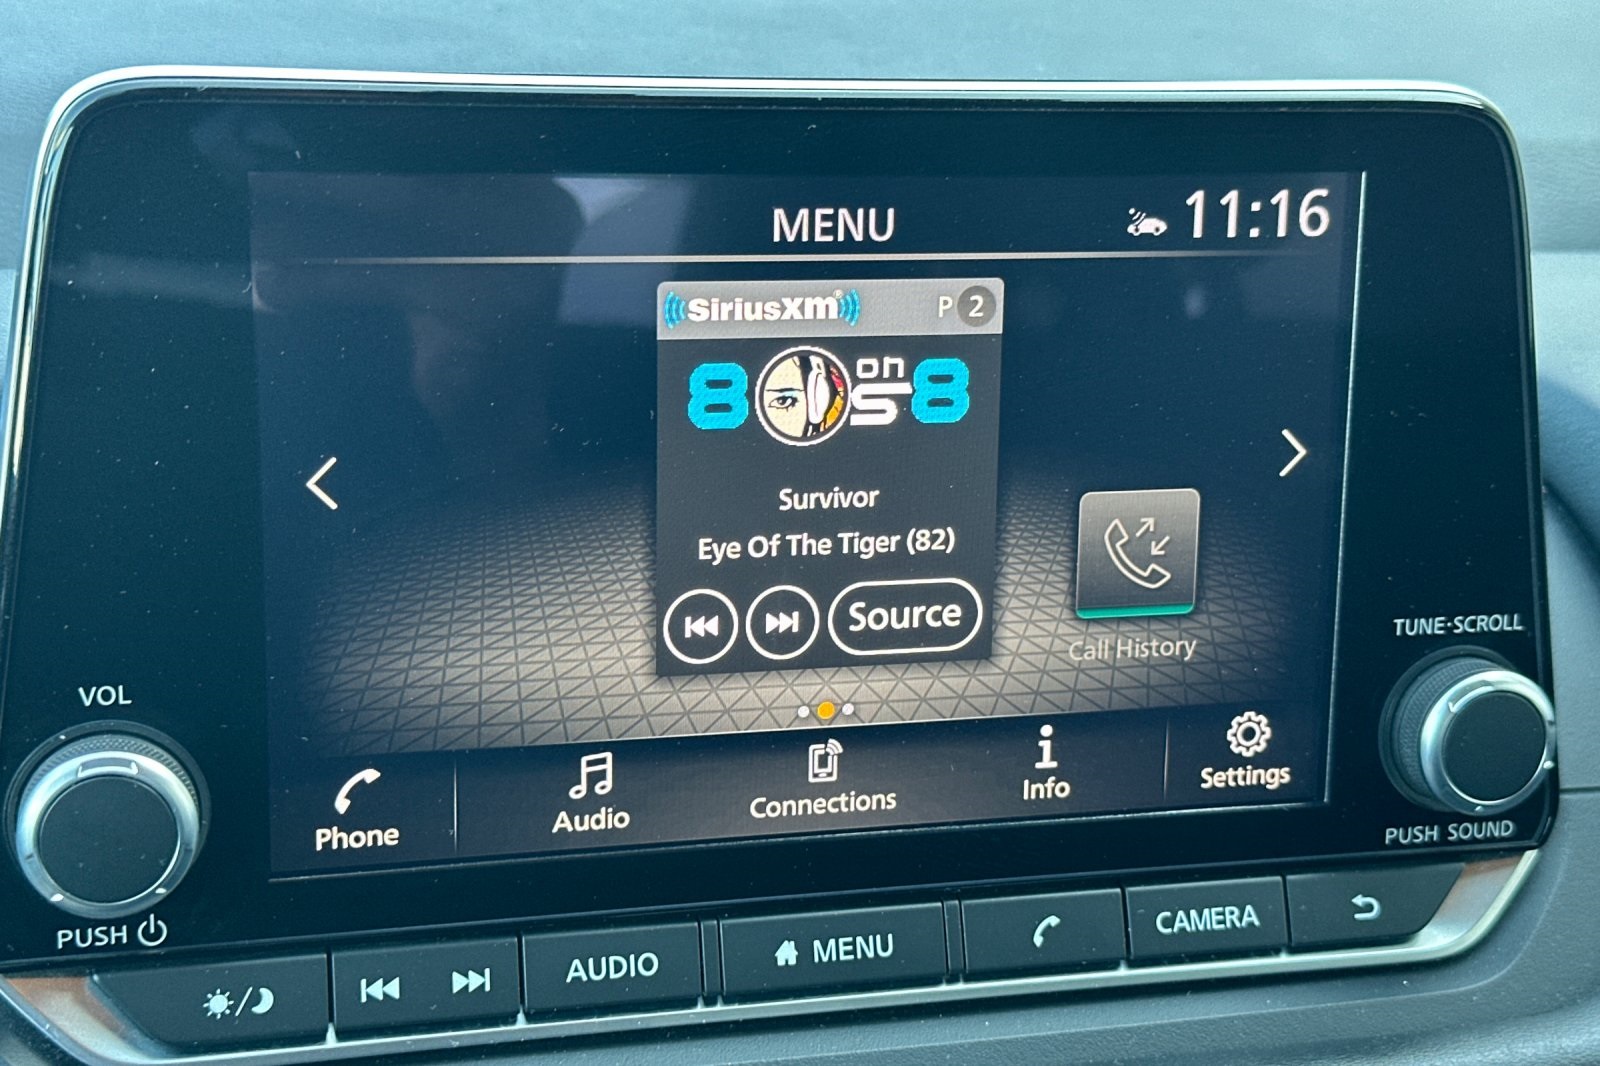 MENU
11:16
SiriusXm
P 2
80s on 8
Survivor
Eye Of The Tiger (82)
Source
Call History
TUNE·SCROLL
VOL
Phone
Audio
Connections
Info
Settings
PUSH SOUND
PUSH
AUDIO
MENU
CAMERA